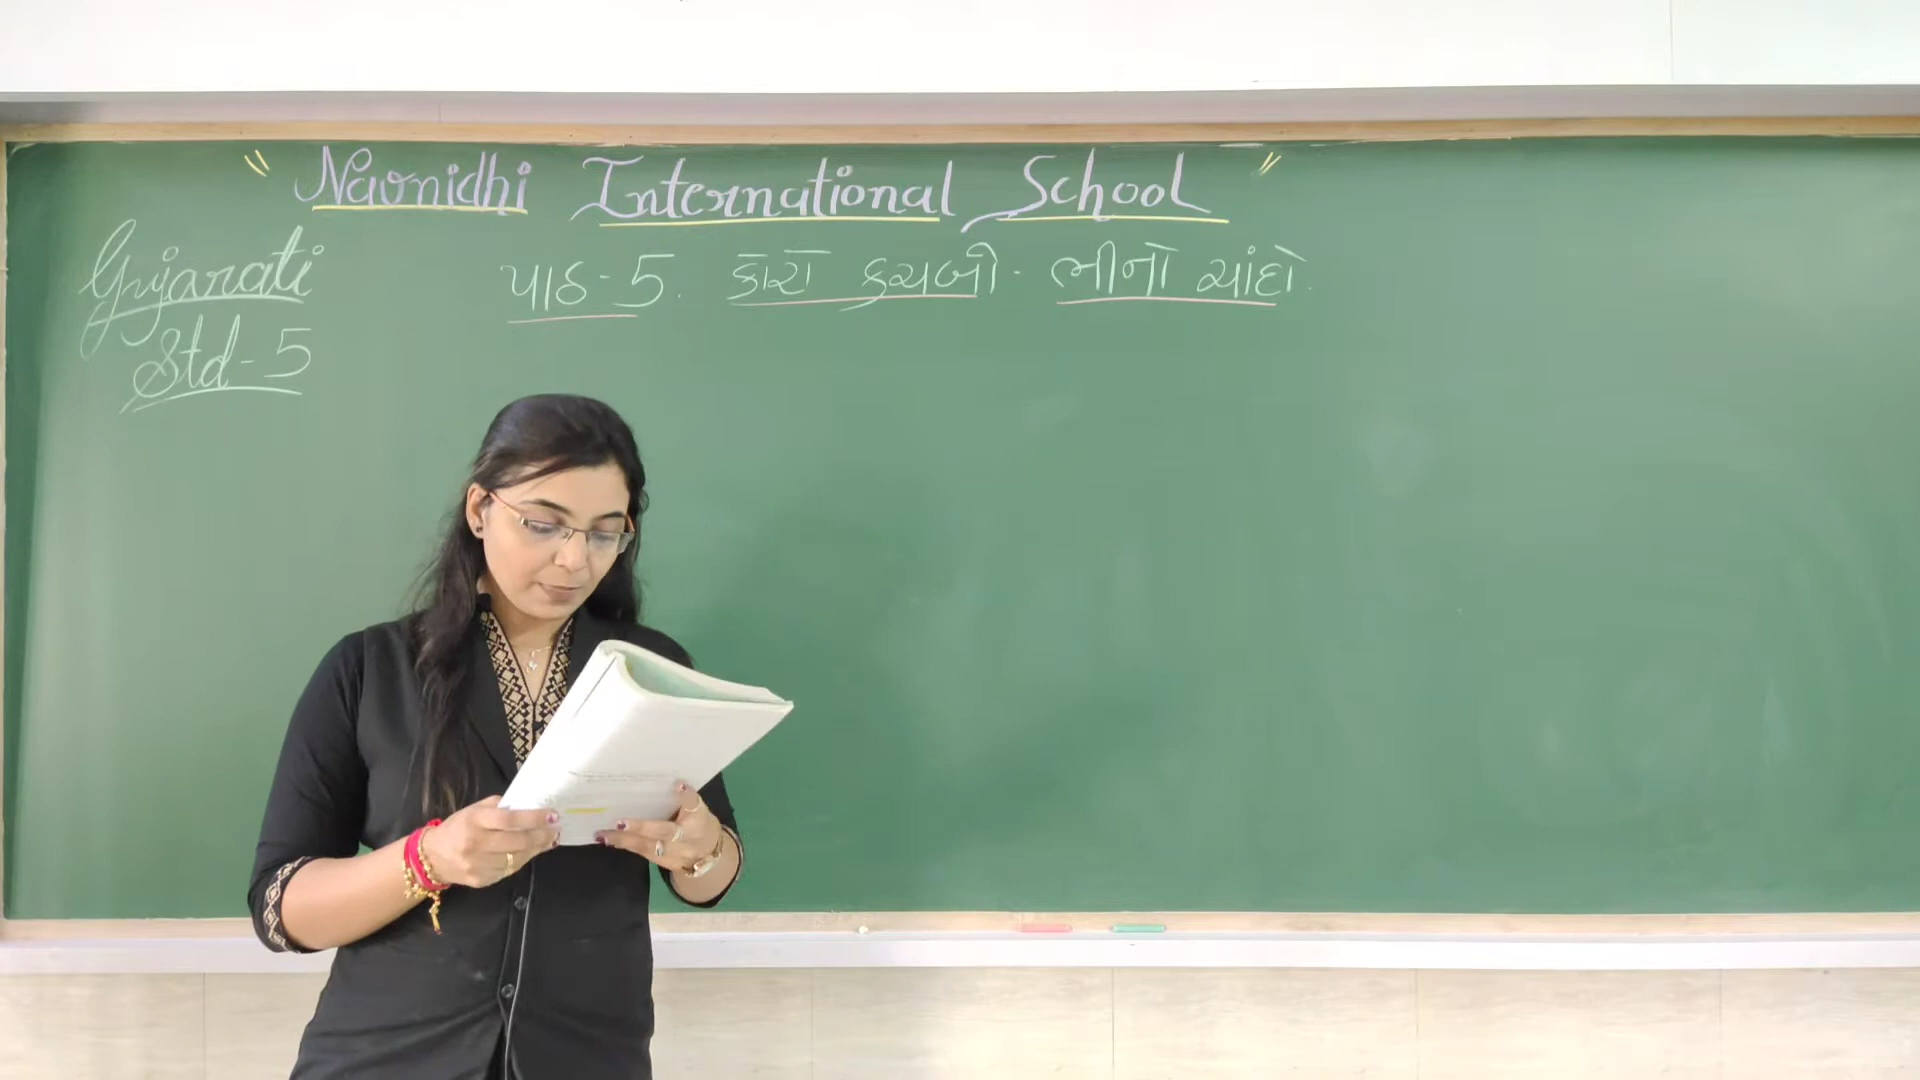 " Navnidhi International School "
Gujarati
Std-5
પાઠ-5. કારો કચબો. ભીનો ચાંદો.